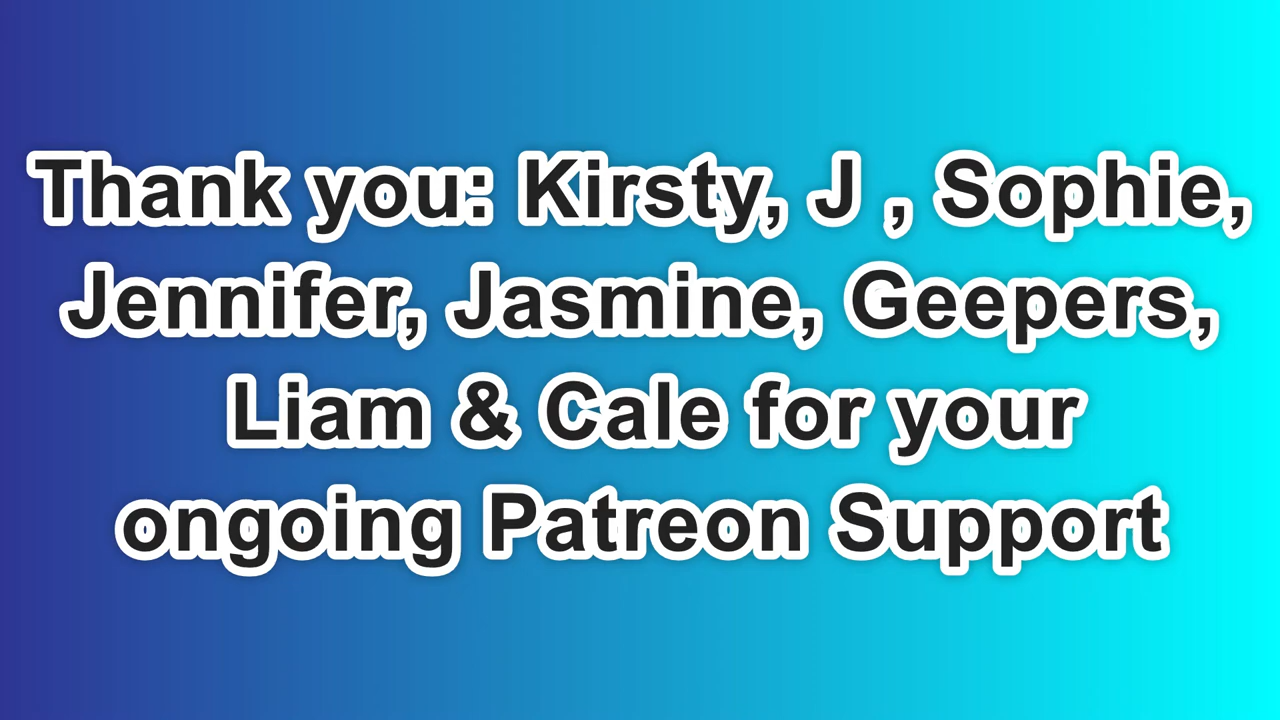 Thank you: Kirsty, J , Sophie,
Jennifer, Jasmine, Geepers,
Liam & Cale for your
ongoing Patreon Support